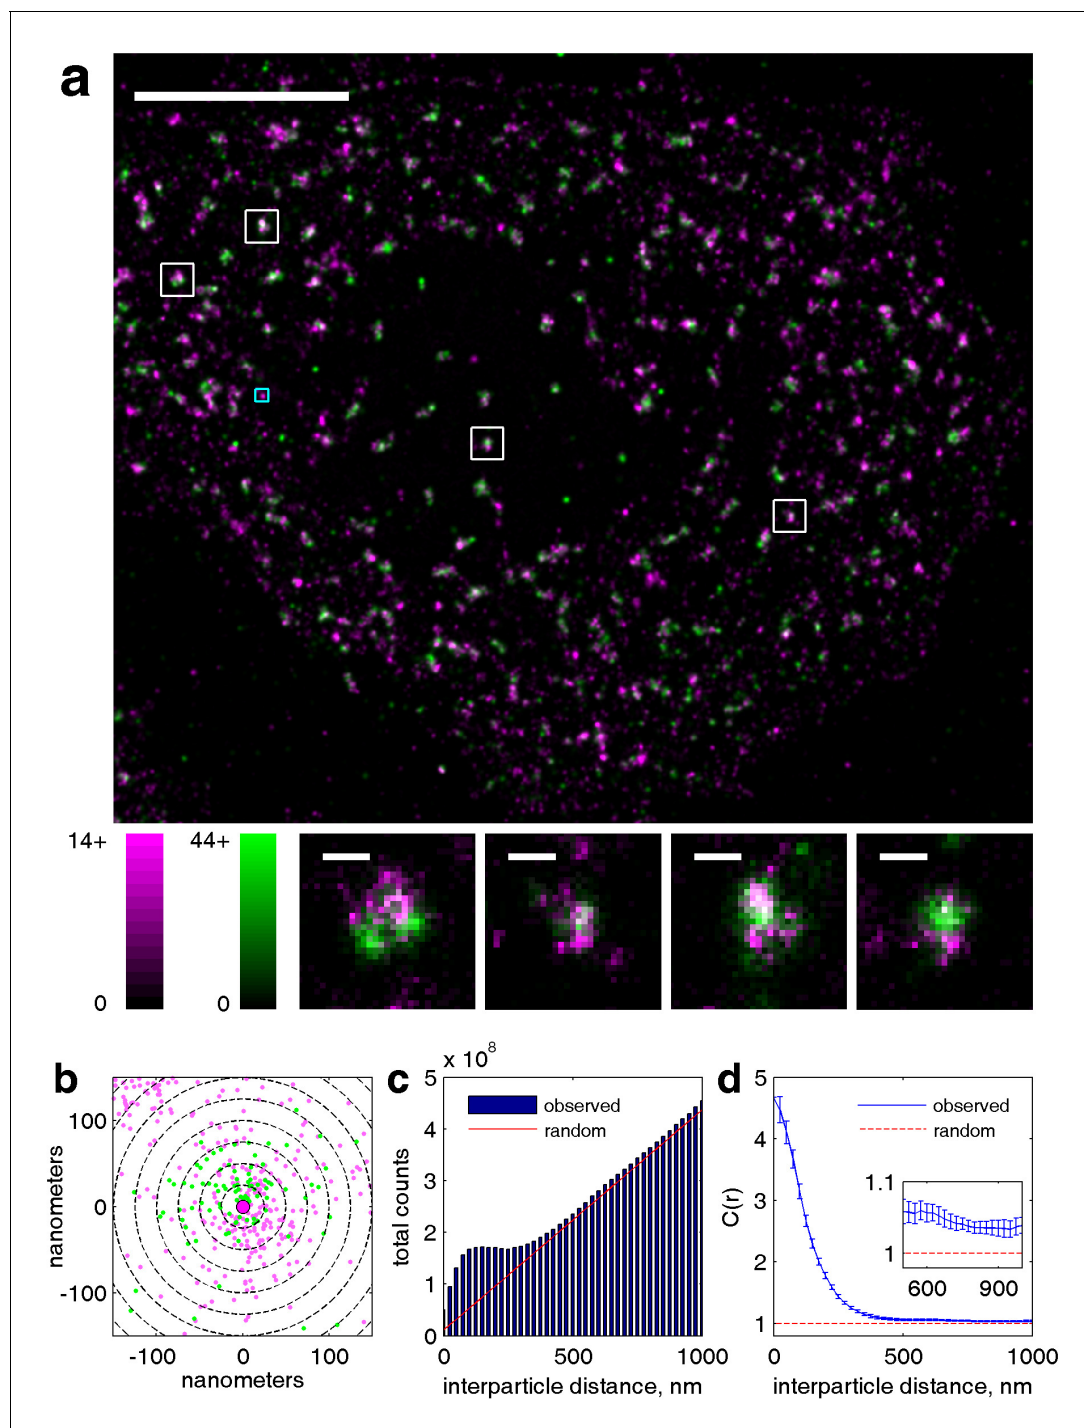 a
14+
0
44+
0
b
nanometers
100
0
-100
-100
0
100
nanometers
c
x 10^8
total counts
5
4
3
2
1
0
observed
random
0
500
1000
interparticle distance, nm
d
C(r)
5
4
3
2
1
observed
random
1.1
1
600
900
0
500
1000
interparticle distance, nm